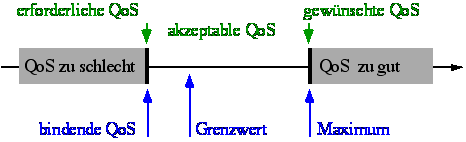 erforderliche QoS
gewünschte QoS
akzeptable QoS
QoS zu schlecht
QoS zu gut
bindende QoS
Grenzwert
Maximum